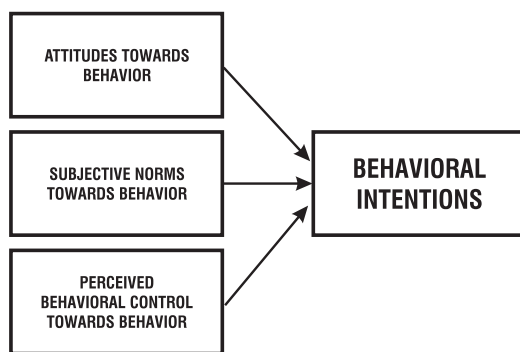 ATTITUDES TOWARDS
BEHAVIOR
SUBJECTIVE NORMS
TOWARDS BEHAVIOR
PERCEIVED
BEHAVIORAL CONTROL
TOWARDS BEHAVIOR
BEHAVIORAL
INTENTIONS